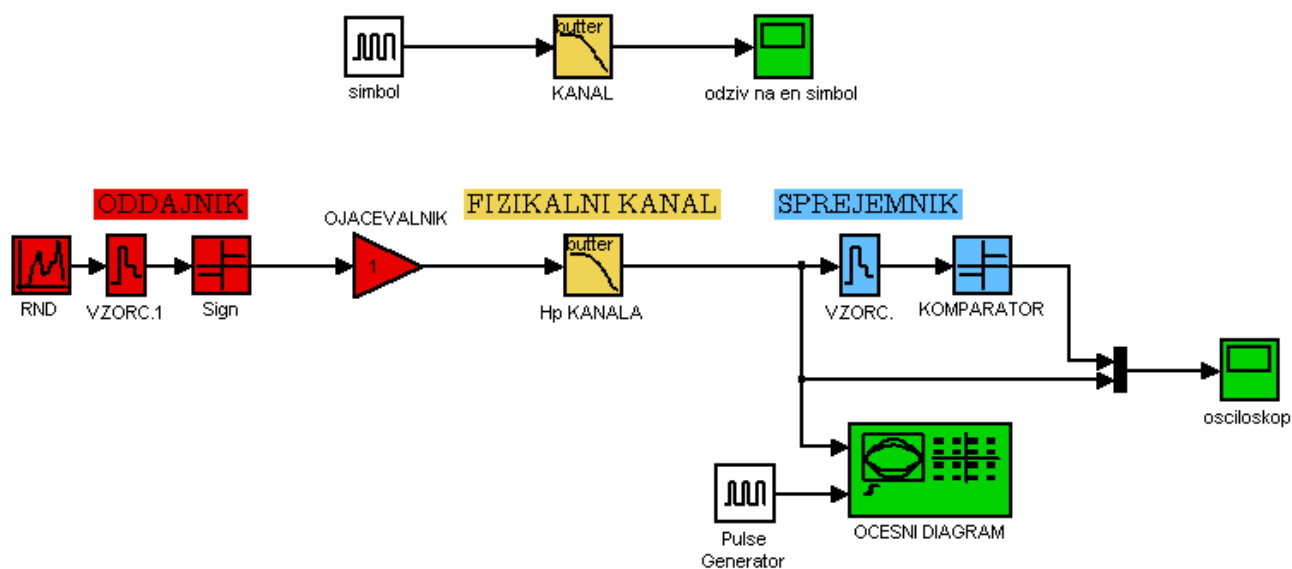 butter
simbol
KANAL
odziv na en simbol
ODDAJNIK
FIZIKALNI KANAL
SPREJEMNIK
OJACEVALNIK
butter
1
RND
VZORC.1
Sign
Hp KANALA
VZORC.
KOMPARATOR
osciloskop
Pulse
Generator
OCESNI DIAGRAM